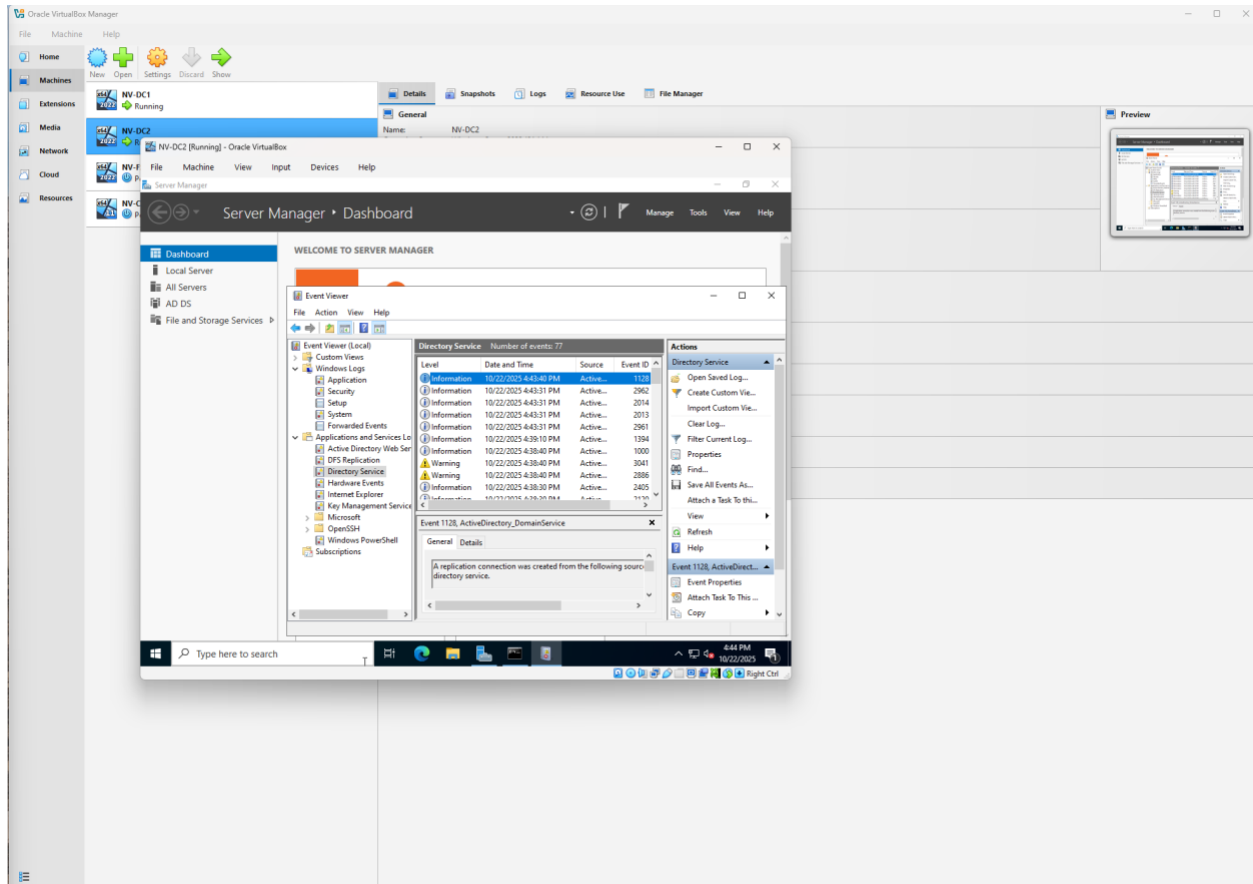 Oracle VirtualBox Manager
File Machine Help
Home
Machines
Extensions
Media
Network
Cloud
Resources
New Open Settings Discard Show
NV-DC1
Running
NV-DC2
Details Snapshots Logs Resource Use File Manager
General
Name: NV-DC2
Preview
NV-DC2 [Running] - Oracle VirtualBox
File Machine View Input Devices Help
Server Manager
Server Manager • Dashboard
Manage Tools View Help
Dashboard
Local Server
All Servers
AD DS
File and Storage Services
WELCOME TO SERVER MANAGER
Event Viewer
File Action View Help
Event Viewer (Local)
Custom Views
Windows Logs
Application
Security
Setup
System
Forwarded Events
Applications and Services Lo
Active Directory Web Ser
DFS Replication
Directory Service
Hardware Events
Internet Explorer
Key Management Service
Microsoft
OpenSSH
Windows PowerShell
Subscriptions
Directory Service Number of events: 77
Level Date and Time Source Event ID
Information 10/22/2025 4:43:40 PM Active... 1128
Information 10/22/2025 4:43:31 PM Active... 2962
Information 10/22/2025 4:43:31 PM Active... 2014
Information 10/22/2025 4:43:31 PM Active... 2013
Information 10/22/2025 4:43:31 PM Active... 2961
Information 10/22/2025 4:39:10 PM Active... 1394
Information 10/22/2025 4:38:40 PM Active... 1000
Warning 10/22/2025 4:38:40 PM Active... 3041
Warning 10/22/2025 4:38:40 PM Active... 2886
Information 10/22/2025 4:38:30 PM Active... 2405
Event 1128, ActiveDirectory_DomainService
General Details
A replication connection was created from the following source
directory service.
Actions
Directory Service
Open Saved Log...
Create Custom Vie...
Import Custom Vie...
Clear Log...
Filter Current Log...
Properties
Find...
Save All Events As...
Attach a Task To thi...
View
Refresh
Help
Event 1128, ActiveDirect...
Event Properties
Attach Task To This ...
Copy
Type here to search
4:44 PM
10/22/2025
Right Ctrl